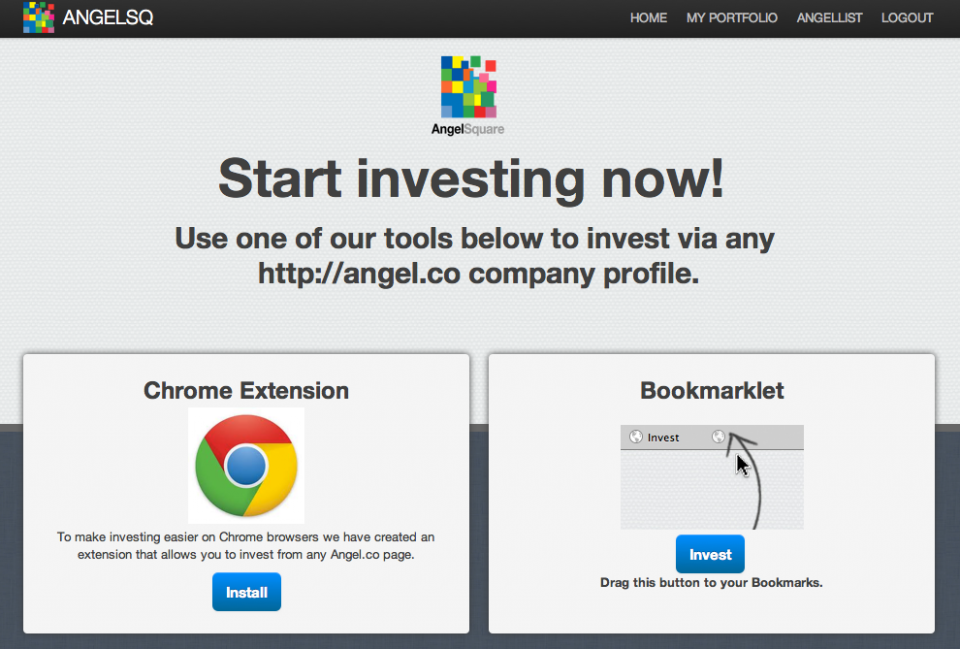 ANGELSQ
HOME MY PORTFOLIO ANGELLIST LOGOUT
AngelSquare
Start investing now!
Use one of our tools below to invest via any
http://angel.co company profile.
Chrome Extension
To make investing easier on Chrome browsers we have created an
extension that allows you to invest from any Angel.co page.
Install
Bookmarklet
Invest
Invest
Drag this button to your Bookmarks.